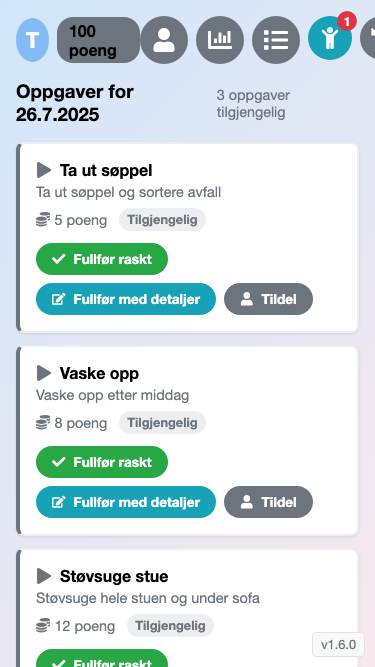 T
100
poeng
1
Oppgaver for
26.7.2025
3 oppgaver
tilgjengelig
Ta ut søppel
Ta ut søppel og sortere avfall
5 poeng Tilgjengelig
Fullfør raskt
Fullfør med detaljer Tildel
Vaske opp
Vaske opp etter middag
8 poeng Tilgjengelig
Fullfør raskt
Fullfør med detaljer Tildel
Støvsuge stue
Støvsuge hele stuen og under sofa
12 poeng Tilgjengelig
v1.6.0
Fullfør raskt